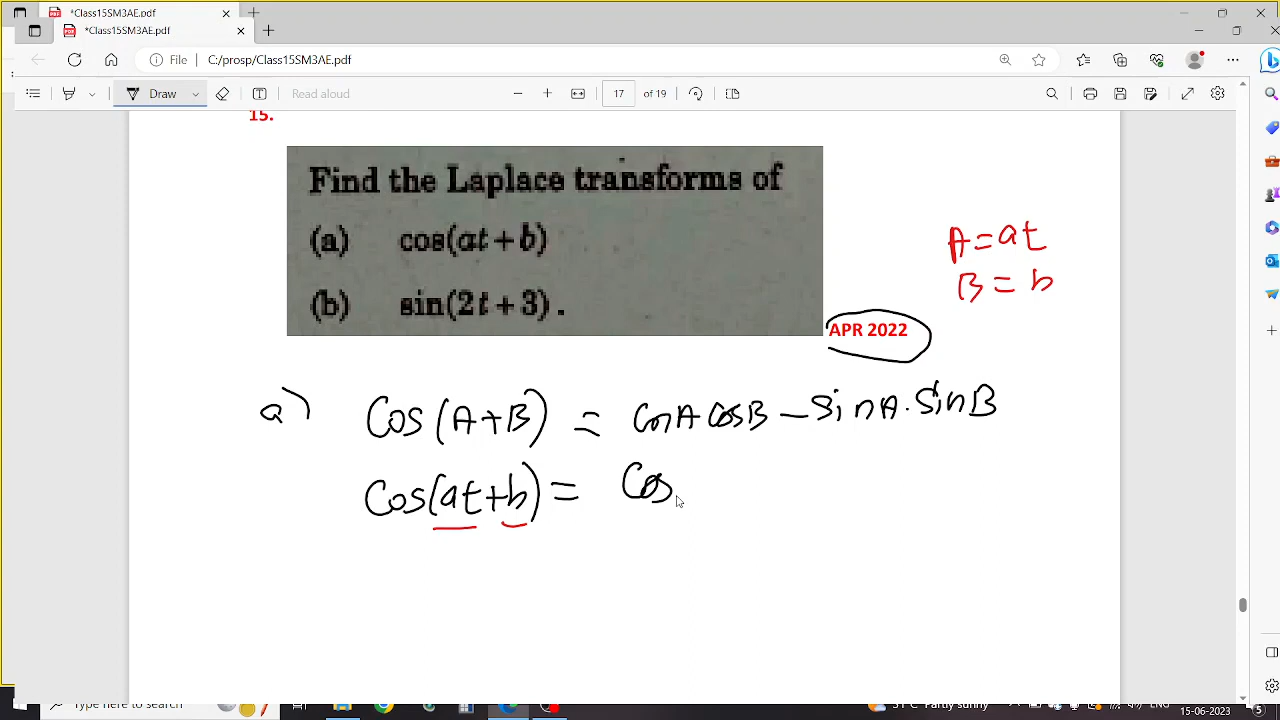 *Class15SM3AE.pdf
*Class15SM3AE.pdf
File C:/prosp/Class15SM3AE.pdf
Draw Read aloud 17 of 19
15.
Find the Laplace transforms of
(a) cos(at + b)
(b) sin(2t + 3).
A = at
B = b
APR 2022
a) Cos(A+B) = cosA cosB - sinA.sinB
Cos(at+b) = Cos
Type here to search
Partly sunny
15-06-2023